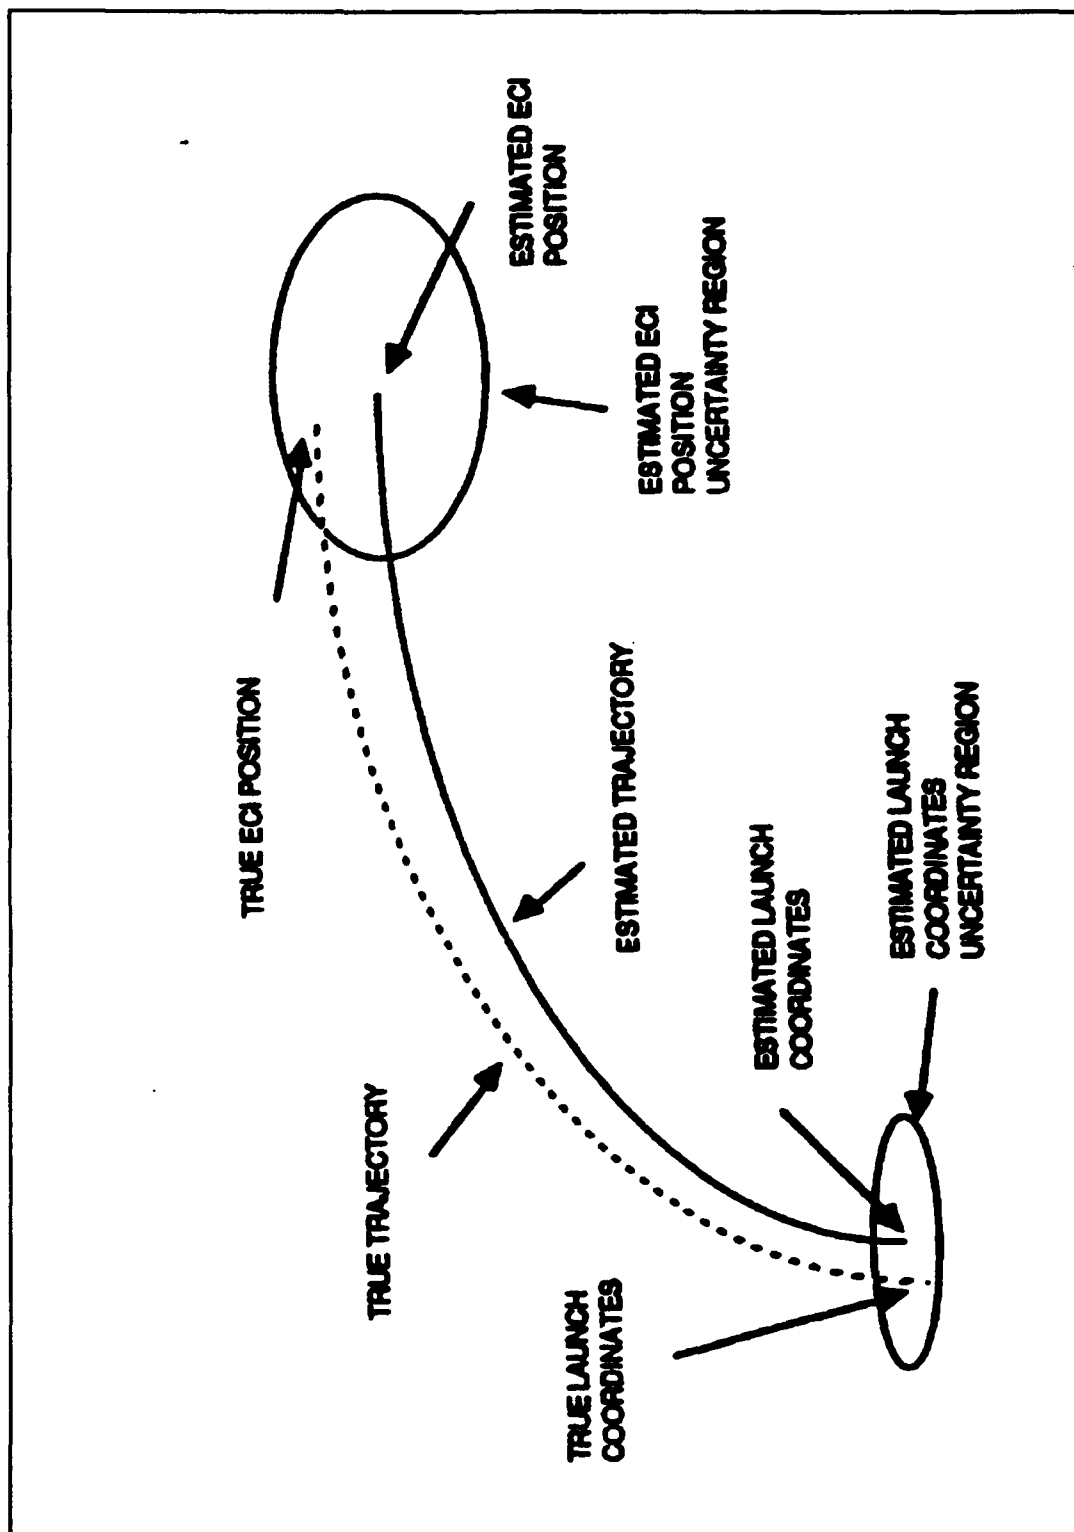 TRUE LAUNCH
COORDINATES
TRUE TRAJECTORY
TRUE ECI POSITION
ESTIMATED ECI
POSITION
ESTIMATED ECI
POSITION
UNCERTAINTY REGION
ESTIMATED TRAJECTORY
ESTIMATED LAUNCH
COORDINATES
ESTIMATED LAUNCH
COORDINATES
UNCERTAINTY REGION